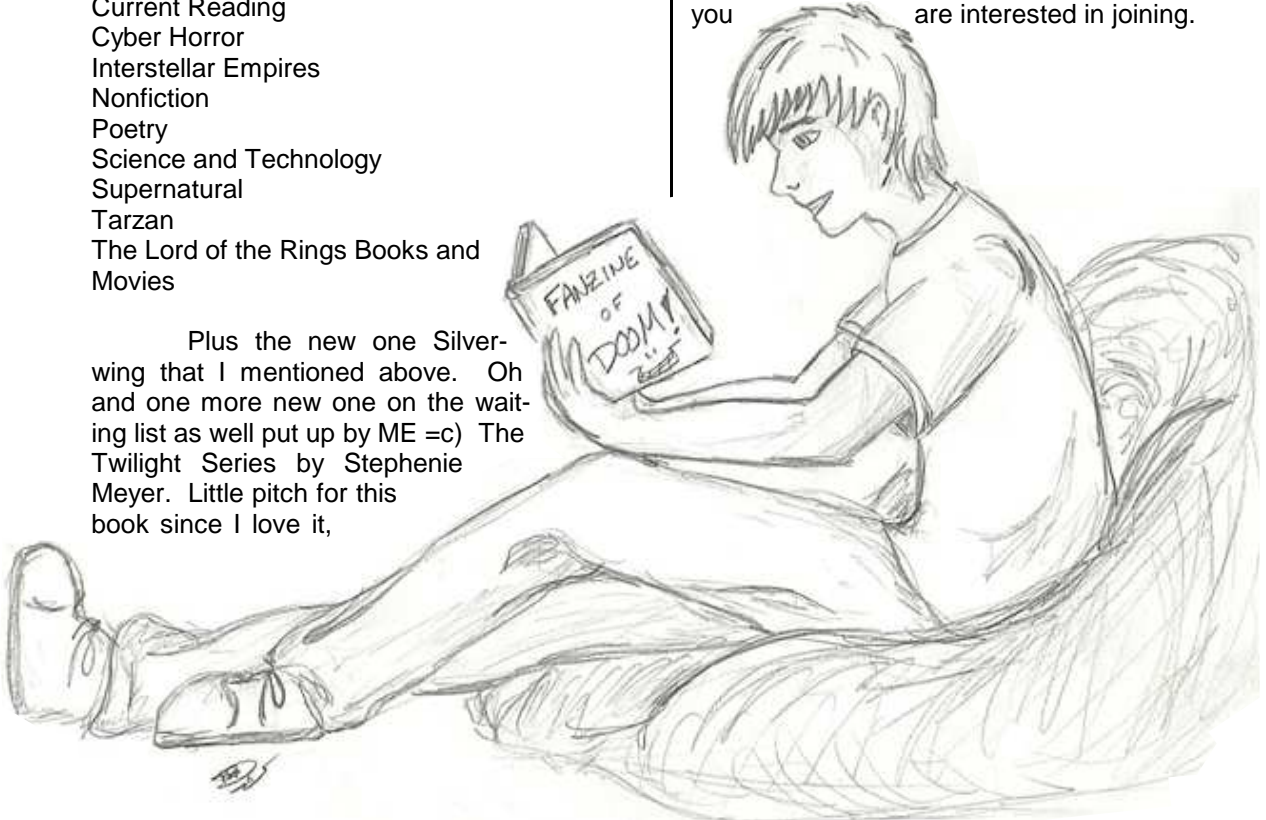 Current Reading
Cyber Horror
Interstellar Empires
Nonfiction
Poetry
Science and Technology
Supernatural
Tarzan
The Lord of the Rings Books and
Movies
Plus the new one Silver-
wing that I mentioned above. Oh
and one more new one on the wait-
ing list as well put up by ME =c) The
Twilight Series by Stephenie
Meyer. Little pitch for this
book since I love it,
you are interested in joining.
FANZINE
OF
DOOM!